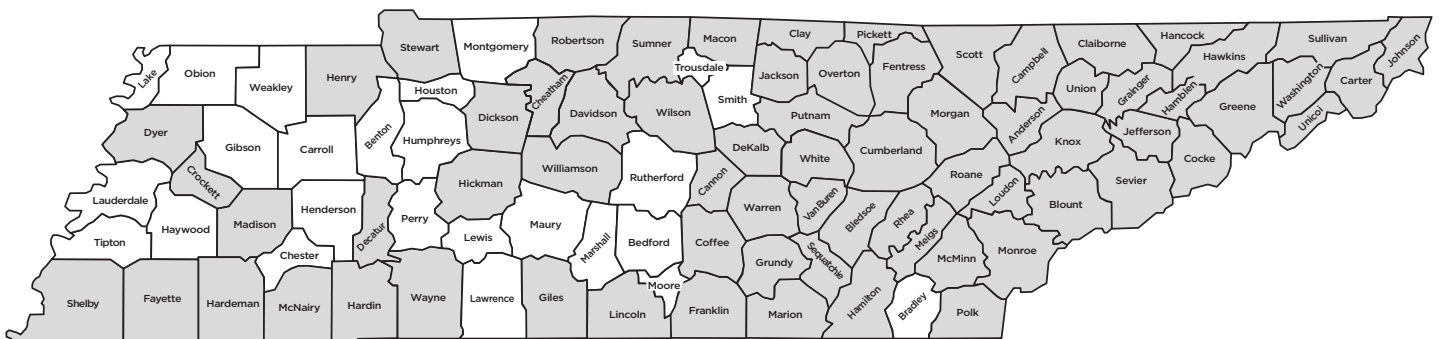 Stewart
Montgomery
Robertson
Sumner
Macon
Clay
Pickett
Scott
Campbell
Claiborne
Hancock
Hawkins
Sullivan
Johnson
Lake
Obion
Weakley
Henry
Houston
Cheatham
Trousdale
Jackson
Overton
Fentress
Union
Grainger
Hamblen
Greene
Washington
Carter
Unicoi
Dyer
Gibson
Carroll
Benton
Humphreys
Dickson
Davidson
Wilson
Smith
Putnam
Morgan
Anderson
Knox
Jefferson
Cocke
Crockett
Hickman
Williamson
Rutherford
Cannon
DeKalb
White
Cumberland
Roane
Loudon
Blount
Sevier
Lauderdale
Haywood
Madison
Henderson
Decatur
Perry
Lewis
Maury
Marshall
Bedford
Coffee
Warren
Van Buren
Bledsoe
Rhea
Meigs
McMinn
Monroe
Tipton
Chester
Moore
Grundy
Sequatchie
Shelby
Fayette
Hardeman
McNairy
Hardin
Wayne
Lawrence
Giles
Lincoln
Franklin
Marion
Hamilton
Bradley
Polk